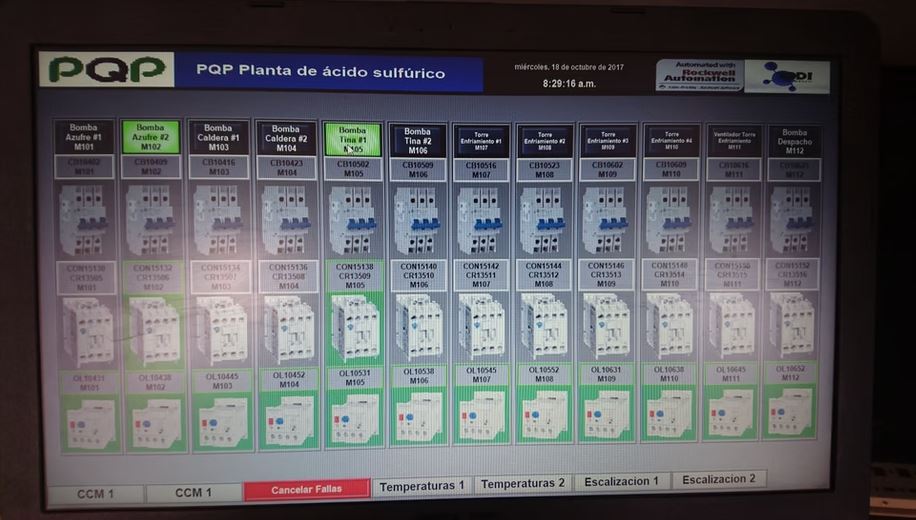 PQP
PQP Planta de ácido sulfúrico
miércoles, 18 de octubre de 2017
8:29:16 a.m.
Automated with
Rockwell
Automation
Bomba
Azufre #1
M101
Bomba
Azufre #2
M102
Bomba
Caldera #1
M103
Bomba
Caldera #2
M104
Bomba
Tina #1
M105
Bomba
TIna #2
M106
Torre
Enfriamiento #1
M107
Torre
Enfriamiento #2
M108
Torre
Enfriamiento #3
M109
Torre
Enfriamiento #4
M110
Ventilador Torre
Enfriamiento
M111
Bomba
Despacho
M112
CB10402
M101
CB10409
M102
CB10416
M103
CB10423
M104
CB10502
M105
CB10509
M106
CB10516
M107
CB10523
M108
CB10602
M109
CB10609
M110
CB10616
M111
M112
CON15130
CR13505
M101
CON15132
CR13506
M102
CON15134
CR13507
M103
CON15136
CR13508
M104
CON15138
CR13509
M105
CON15140
CR13510
M106
CON15142
CR13511
M107
CON15144
CR13512
M108
CON15146
CR13513
M109
CON15148
CR13514
M110
CON15150
CR13515
M111
CON15152
CR13516
M112
OL10431
M101
OL10438
M102
OL10445
M103
OL10452
M104
OL10531
M105
OL10538
M106
OL10545
M107
OL10552
M108
OL10631
M109
OL10638
M110
OL10645
M111
OL10652
M112
CCM 1
CCM 1
Cancelar Fallas
Temperaturas 1
Temperaturas 2
Escalizacion 1
Escalizacion 2